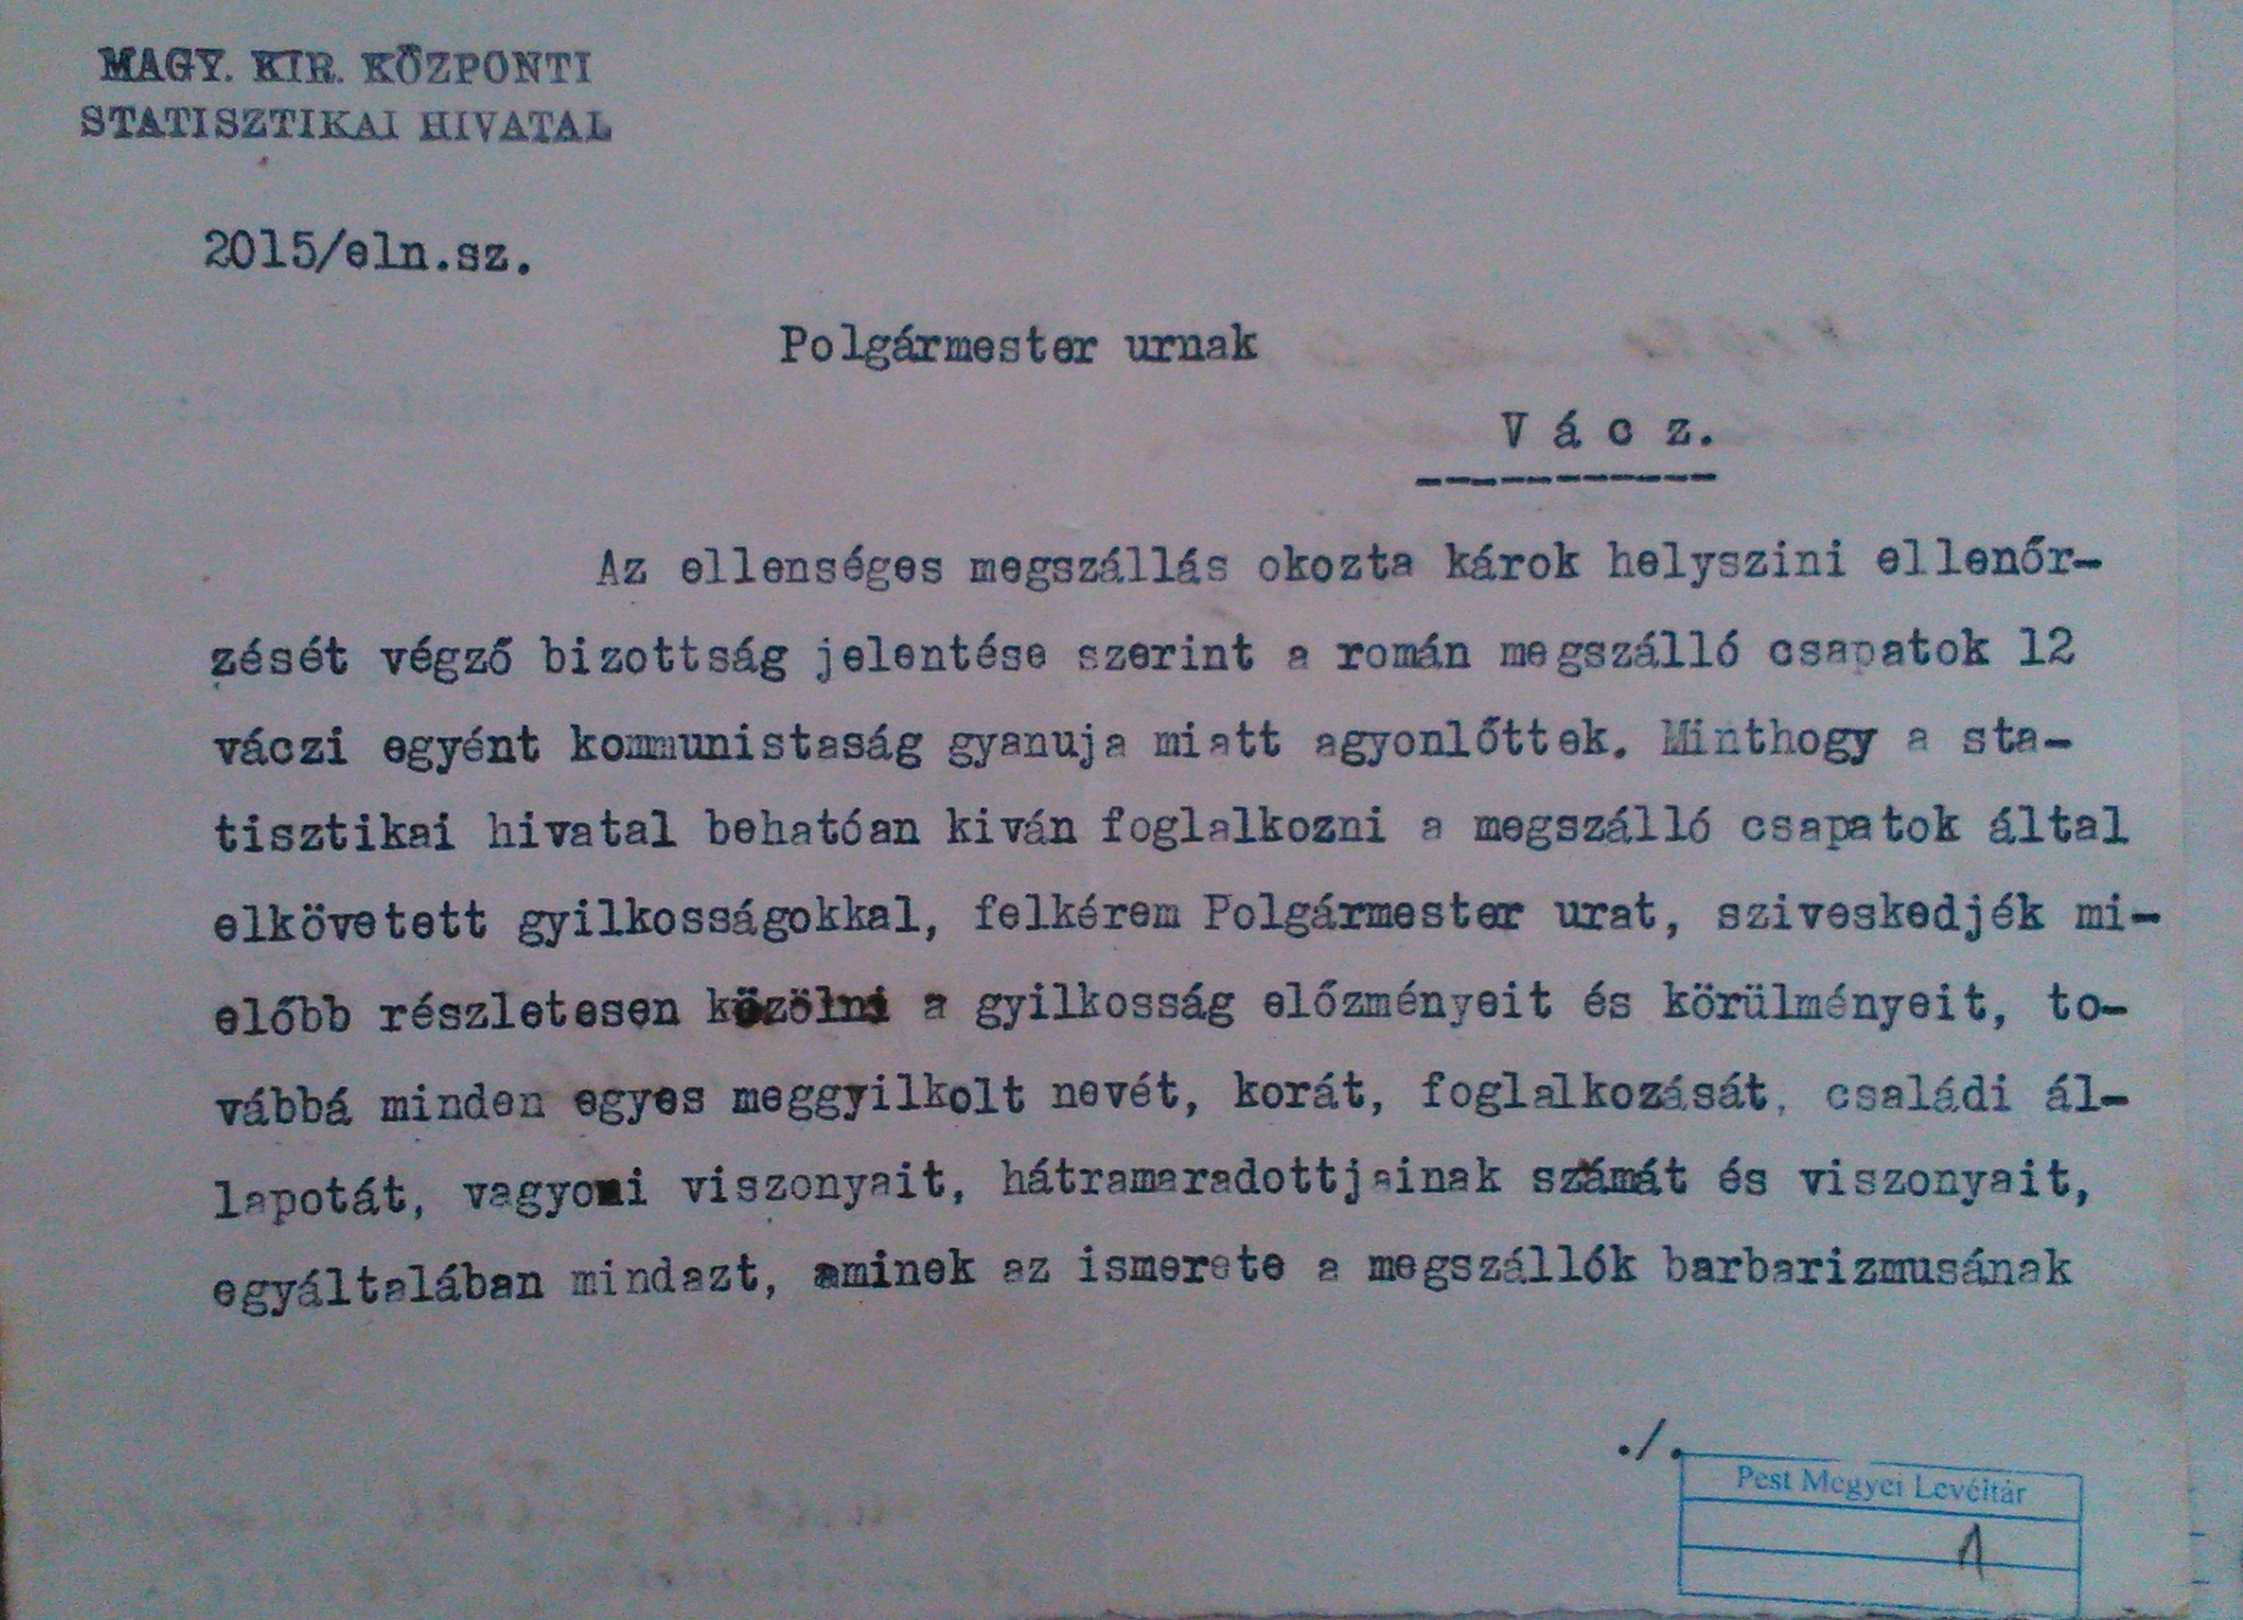 MAGY. KIR. KÖZPONTI
STATISZTIKAI HIVATAL
2015/eln.sz.
Polgármester urnak
V á c z.
Az ellenséges megszállás okozta károk helyszini ellenőr-
zését végző bizottság jelentése szerint a román megszálló csapatok 12
váczi egyént kommunistaság gyanuja miatt agyonlőttek. Minthogy a sta-
tisztikai hivatal behatóan kiván foglalkozni a megszálló csapatok által
elkövetett gyilkosságokkal, felkérem Polgármester urat, sziveskedjék mi-
előbb részletesen közölni a gyilkosság előzményeit és körülményeit, to-
vábbá minden egyes meggyilkolt nevét, korát, foglalkozását, családi ál-
lapotát, vagyoni viszonyait, hátramaradottjainak számát és viszonyait,
egyáltalában mindazt, aminek az ismerete a megszállók barbarizmusának
./.
Pest Megyei Levéltár
1